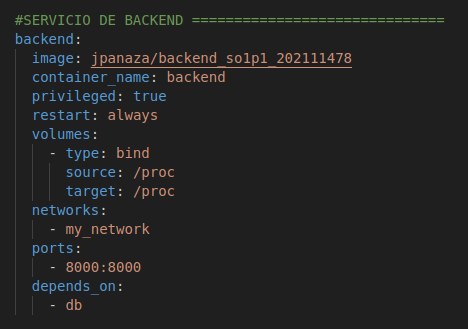 #SERVICIO DE BACKEND ==============================
backend:
  image: jpanaza/backend_so1p1_202111478
  container_name: backend
  privileged: true
  restart: always
  volumes:
    - type: bind
      source: /proc
      target: /proc
  networks:
    - my_network
  ports:
    - 8000:8000
  depends_on:
    - db